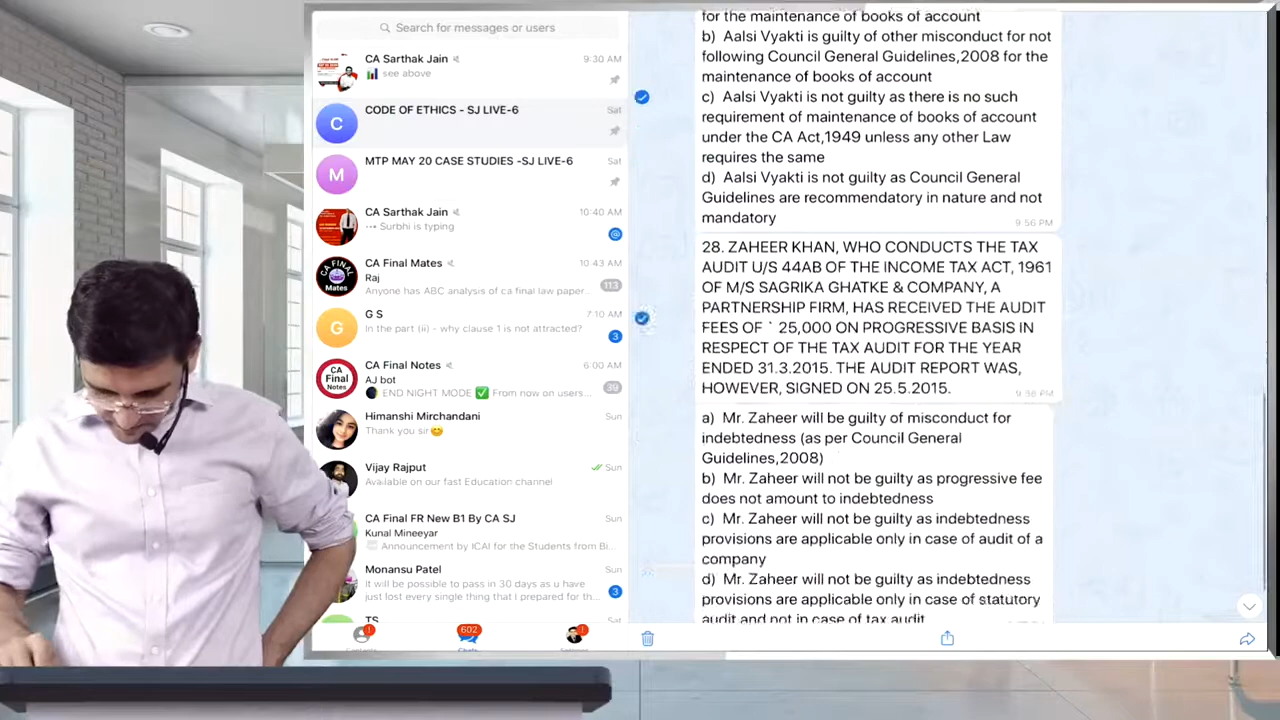 Search for messages or users
CA Sarthak Jain
9:30 AM
see above
C
CODE OF ETHICS - SJ LIVE-6
Sat
M
MTP MAY 20 CASE STUDIES -SJ LIVE-6
Sat
CA Sarthak Jain
10:40 AM
Surbhi is typing
@
CA FINAL
Mates
CA Final Mates
10:43 AM
Raj
Anyone has ABC analysis of ca final law paper...
113
G
G S
7:10 AM
In the part (ii) - why clause 1 is not attracted?
3
CA
Final
Notes
CA Final Notes
6:00 AM
AJ bot
END NIGHT MODE ✅ From now on users...
39
Himanshi Mirchandani
Sun
Thank you sir😊
Vijay Rajput
Sun
Available on our fast Education channel
CA Final FR New B1 By CA SJ
Sun
Kunal Mineeyar
Announcement by ICAI for the Students from Bi...
Monansu Patel
Sun
It will be possible to pass in 30 days as u have
just lost every single thing that i prepared for th...
3
TS
Sun
1
602
Chats
1
for the maintenance of books of account
b) Aalsi Vyakti is guilty of other misconduct for not
following Council General Guidelines,2008 for the
maintenance of books of account
c) Aalsi Vyakti is not guilty as there is no such
requirement of maintenance of books of account
under the CA Act,1949 unless any other Law
requires the same
d) Aalsi Vyakti is not guilty as Council General
Guidelines are recommendatory in nature and not
mandatory
9:56 PM
28. ZAHEER KHAN, WHO CONDUCTS THE TAX
AUDIT U/S 44AB OF THE INCOME TAX ACT, 1961
OF M/S SAGRIKA GHATKE & COMPANY, A
PARTNERSHIP FIRM, HAS RECEIVED THE AUDIT
FEES OF ` 25,000 ON PROGRESSIVE BASIS IN
RESPECT OF THE TAX AUDIT FOR THE YEAR
ENDED 31.3.2015. THE AUDIT REPORT WAS,
HOWEVER, SIGNED ON 25.5.2015.
9:56 PM
a) Mr. Zaheer will be guilty of misconduct for
indebtedness (as per Council General
Guidelines,2008)
b) Mr. Zaheer will not be guilty as progressive fee
does not amount to indebtedness
c) Mr. Zaheer will not be guilty as indebtedness
provisions are applicable only in case of audit of a
company
d) Mr. Zaheer will not be guilty as indebtedness
provisions are applicable only in case of statutory
audit and not in case of tax audit